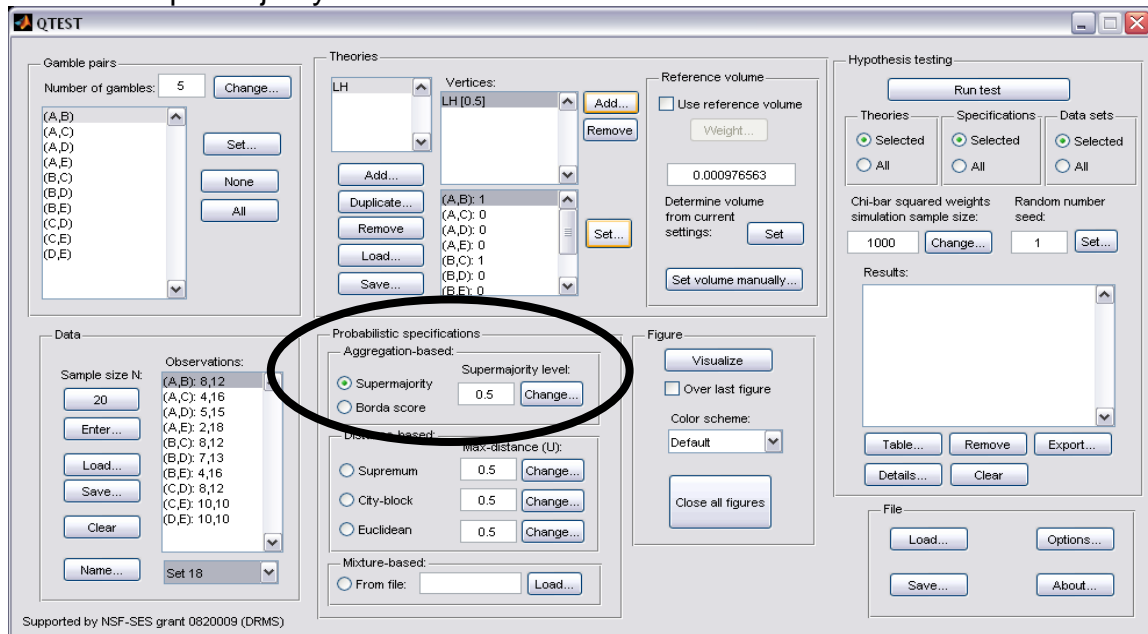 QTEST
Gamble pairs
Number of gambles: 5 Change...
(A,B)
(A,C)
(A,D)
(A,E)
(B,C)
(B,D)
(B,E)
(C,D)
(C,E)
(D,E)
Set...
None
All
Theories
LH
Vertices:
LH [0.5]
Add...
Remove
Add...
Duplicate...
Remove
Load...
Save...
(A,B): 1
(A,C): 0
(A,D): 0
(A,E): 0
(B,C): 1
(B,D): 0
(B,E): 0
Set...
Reference volume
Use reference volume
Weight...
0.000976563
Determine volume
from current
settings: Set
Set volume manually...
Hypothesis testing
Run test
Theories
Selected
All
Specifications
Selected
All
Data sets
Selected
All
Chi-bar squared weights
simulation sample size:
1000 Change...
Random number
seed:
1 Set...
Results:
Table... Remove Export...
Details... Clear
Data
Sample size N:
20
Enter...
Load...
Save...
Clear
Name...
Observations:
(A,B): 8,12
(A,C): 4,16
(A,D): 5,15
(A,E): 2,18
(B,C): 8,12
(B,D): 7,13
(B,E): 4,16
(C,D): 8,12
(C,E): 10,10
(D,E): 10,10
Set 18
Probabilistic specifications
Aggregation-based:
Supermajority level:
Supermajority 0.5 Change...
Borda score
Max-distance (U):
Supremum 0.5 Change...
City-block 0.5 Change...
Euclidean 0.5 Change...
Mixture-based:
From file: Load...
Figure
Visualize
Over last figure
Color scheme:
Default
Close all figures
File
Load... Options...
Save... About...
Supported by NSF-SES grant 0820009 (DRMS)